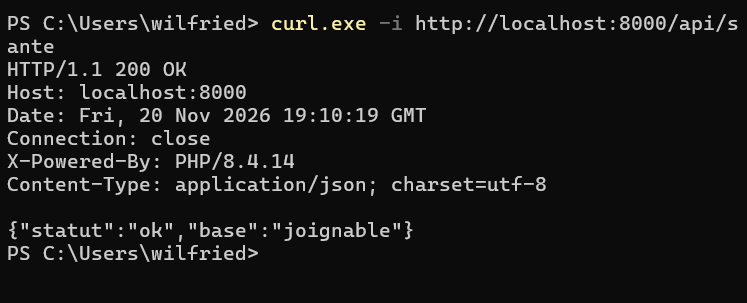 PS C:\Users\wilfried> curl.exe -i http://localhost:8000/api/s
ante
HTTP/1.1 200 OK
Host: localhost:8000
Date: Fri, 20 Nov 2026 19:10:19 GMT
Connection: close
X-Powered-By: PHP/8.4.14
Content-Type: application/json; charset=utf-8

{"statut":"ok","base":"joignable"}
PS C:\Users\wilfried>